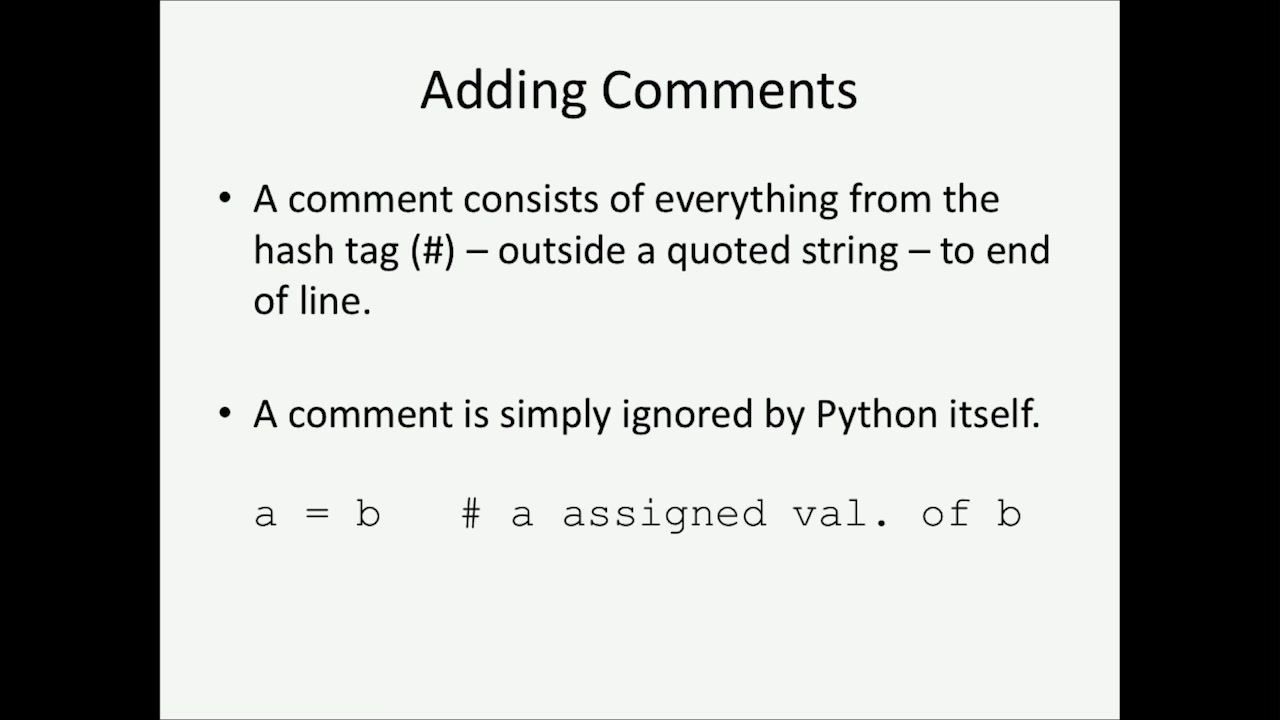 Adding Comments
• A comment consists of everything from the
hash tag (#) – outside a quoted string – to end
of line.
• A comment is simply ignored by Python itself.
a = b   # a assigned val. of b